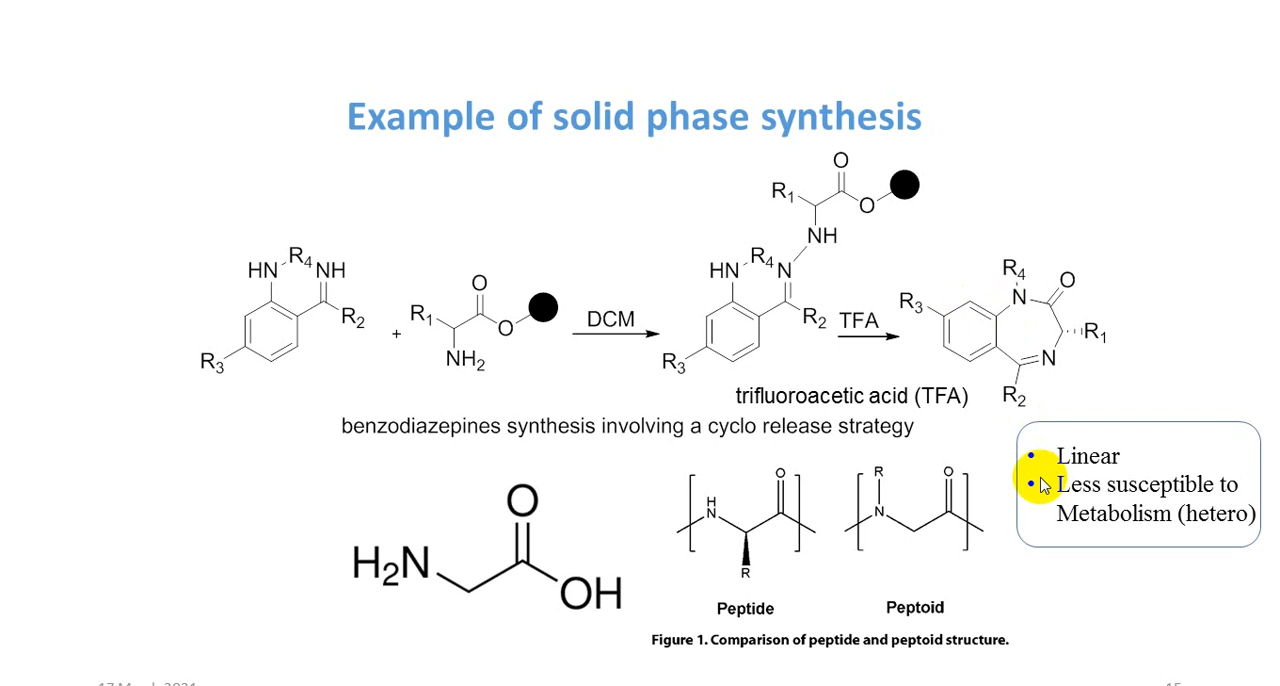 Example of solid phase synthesis
O
R1
O
NH
HN
R4
NH
R2
R3
+
R1
O
O
NH2
DCM
HN
R4
N
R2
R3
TFA
R4
N
O
R3
R1
N
R2
trifluoroacetic acid (TFA)
benzodiazepines synthesis involving a cyclo release strategy
• Linear
• Less susceptible to
Metabolism (hetero)
H2N
O
OH
H
N
O
R
Peptide
R
N
O
Peptoid
Figure 1. Comparison of peptide and peptoid structure.